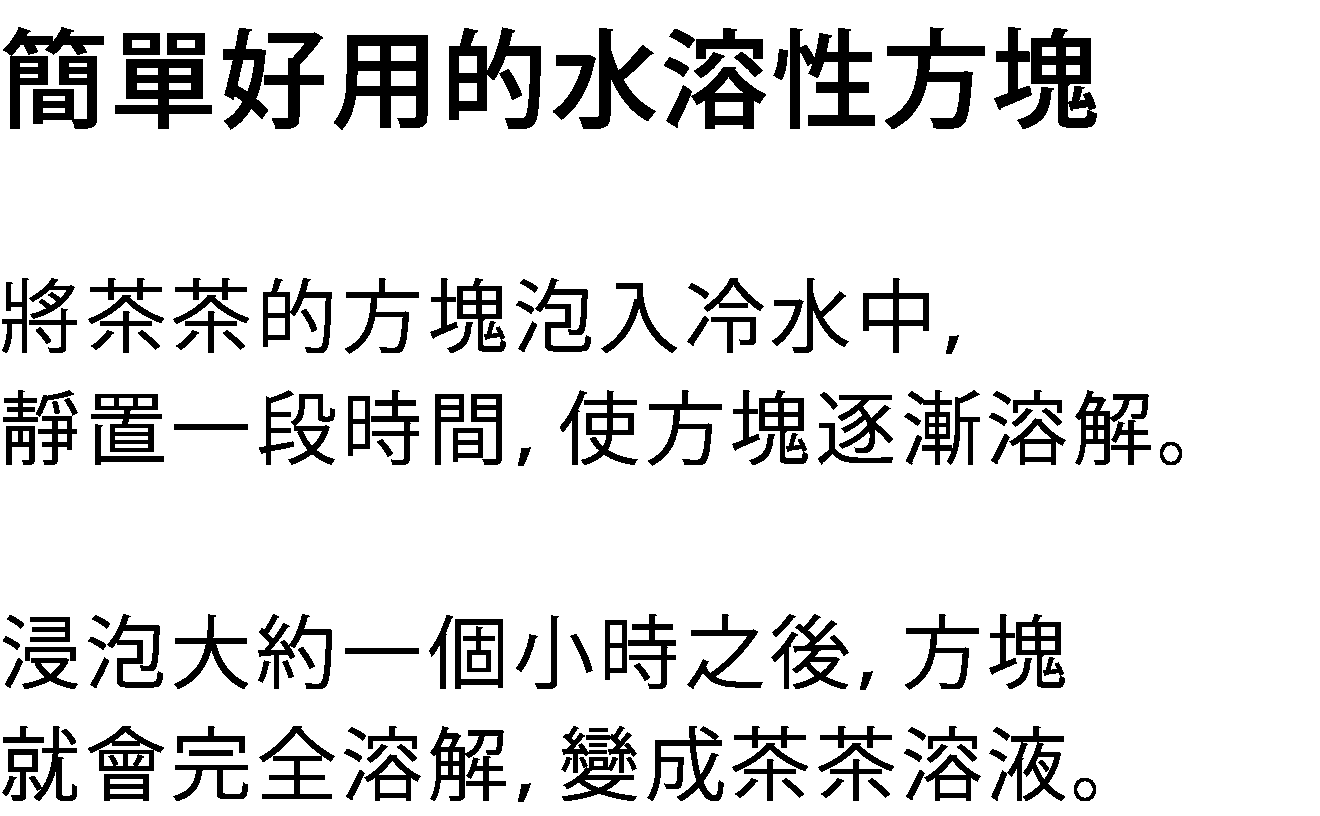 簡單好用的水溶性方塊
將茶茶的方塊泡入冷水中,
靜置一段時間, 使方塊逐漸溶解。
浸泡大約一個小時之後, 方塊
就會完全溶解, 變成茶茶溶液。